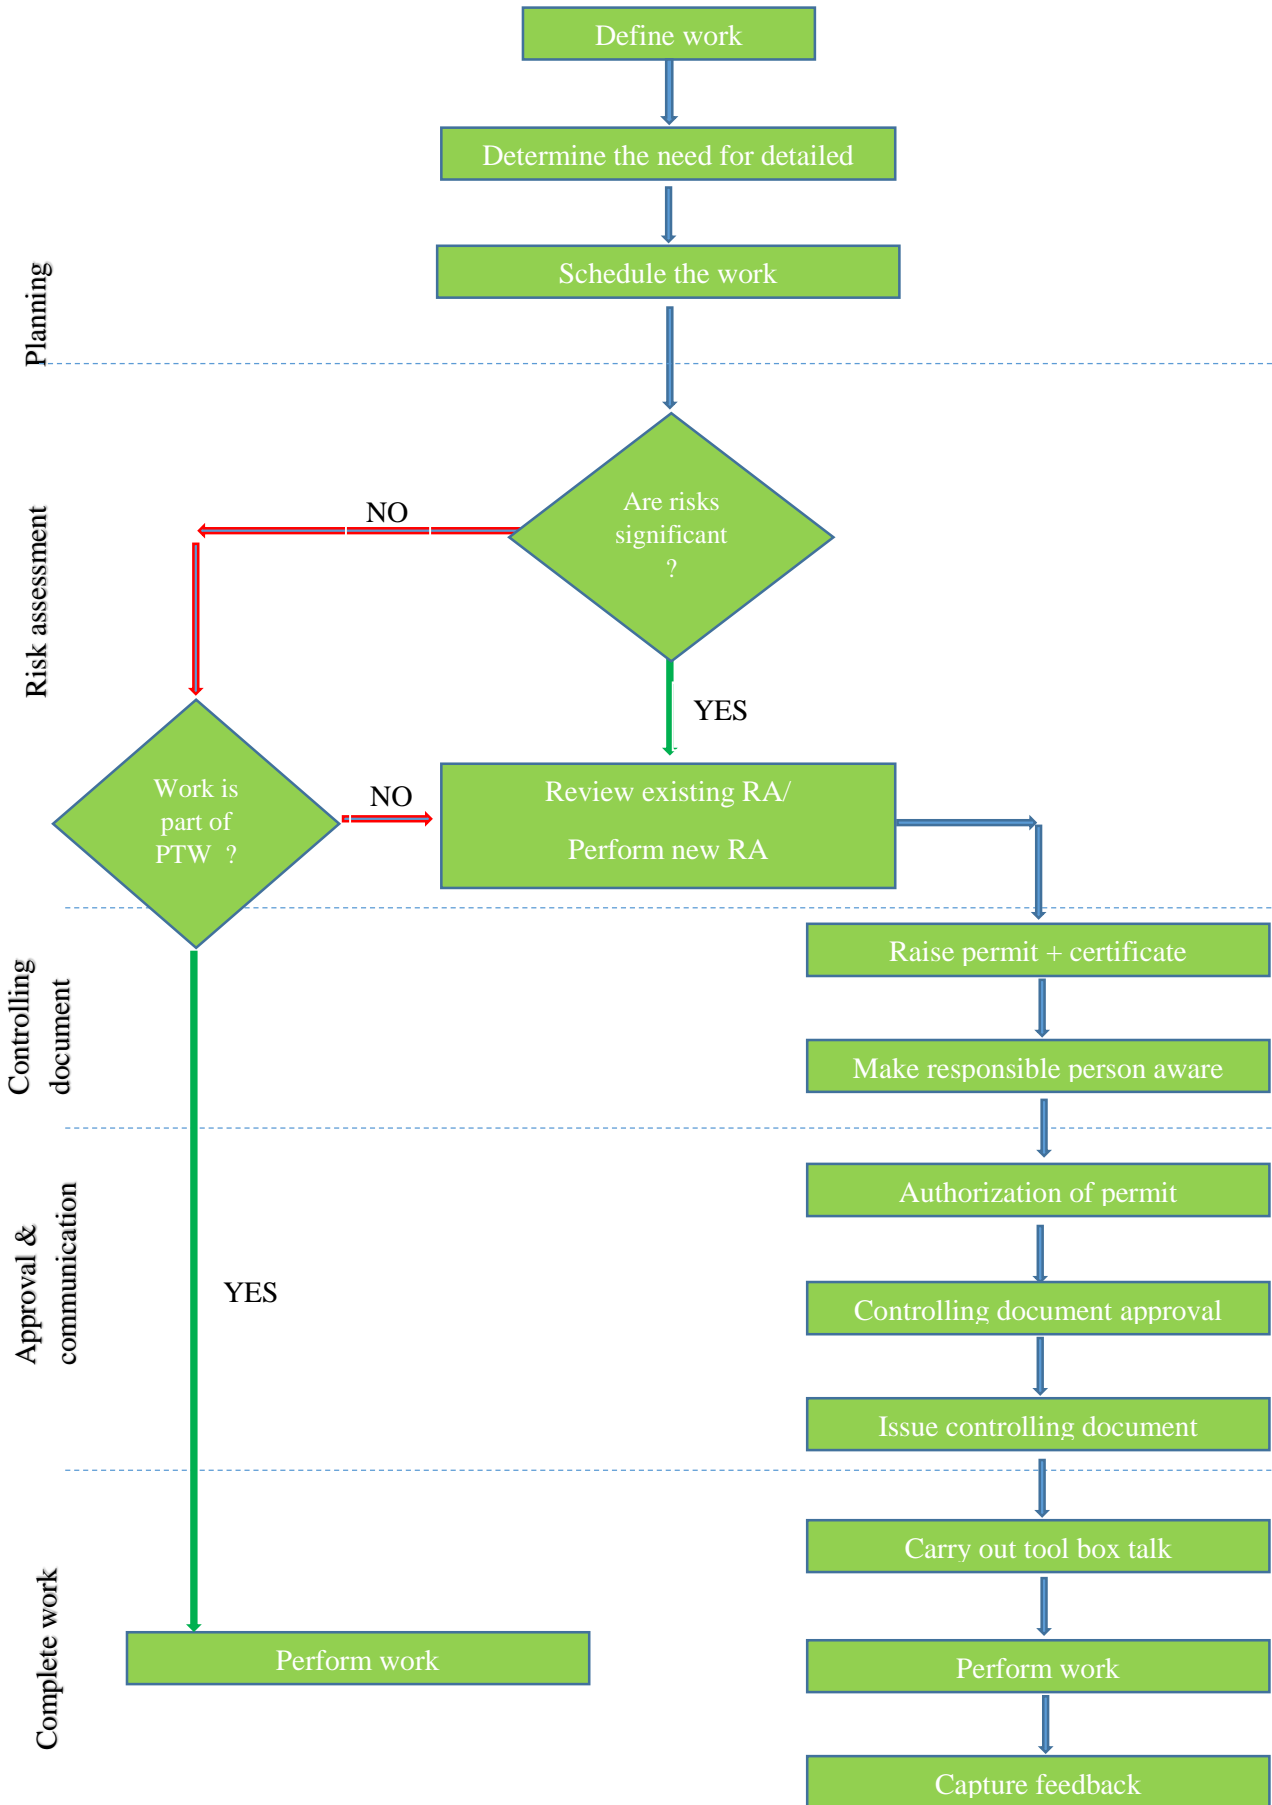 Define work
Determine the need for detailed
Schedule the work
Planning
Are risks
significant
?
NO
YES
Risk assessment
Work is
part of
PTW ?
NO
Review existing RA/
Perform new RA
Raise permit + certificate
Controlling
document
Make responsible person aware
Authorization of permit
Approval &
communication
YES
Controlling document approval
Issue controlling document
Carry out tool box talk
Complete work
Perform work
Perform work
Capture feedback